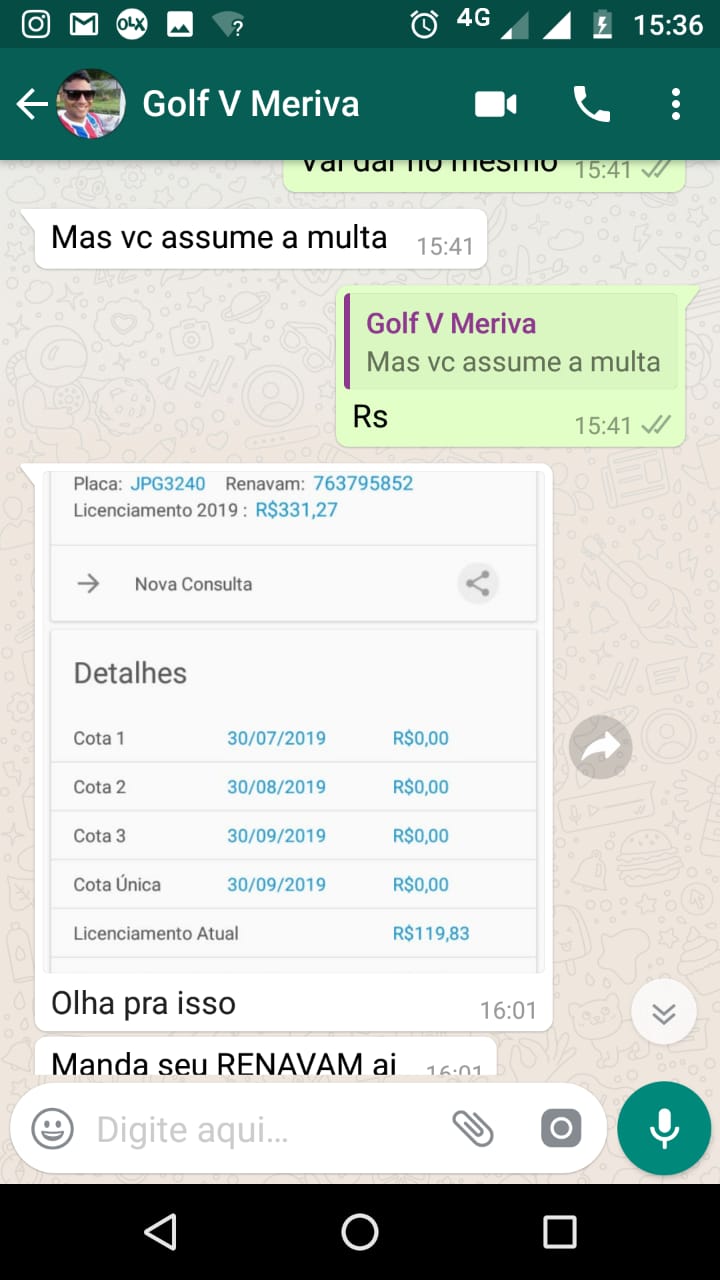 OLX
?
4G
15:36
Golf V Meriva
Vai dar no mesmo 15:41
Mas vc assume a multa 15:41
Golf V Meriva
Mas vc assume a multa
Rs 15:41
Placa: JPG3240 Renavam: 763795852
Licenciamento 2019 : R$331,27
Nova Consulta
Detalhes
Cota 1 30/07/2019 R$0,00
Cota 2 30/08/2019 R$0,00
Cota 3 30/09/2019 R$0,00
Cota Única 30/09/2019 R$0,00
Licenciamento Atual R$119,83
Olha pra isso 16:01
Manda seu RENAVAM ai 16:01
Digite aqui...